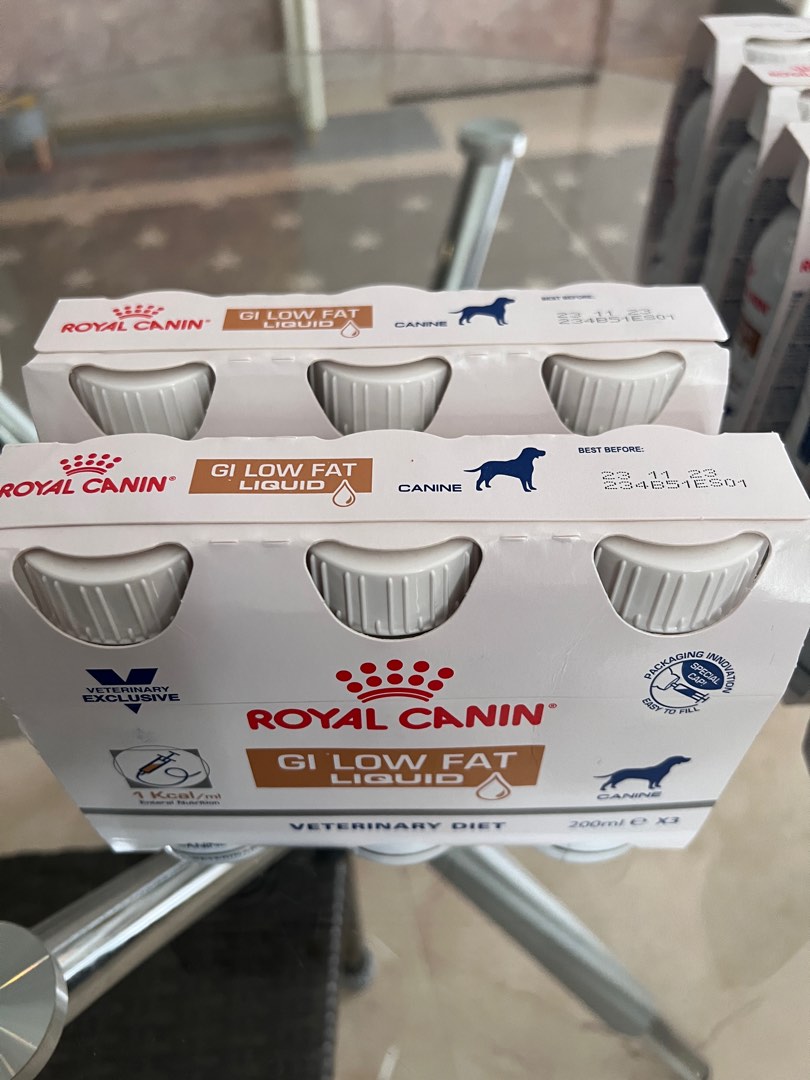 ROYAL CANIN®
GI LOW FAT
LIQUID
CANINE
BEST BEFORE:
23 11 23
234B51ES01
ROYAL CANIN®
GI LOW FAT
LIQUID
CANINE
BEST BEFORE:
23 11 23
234B51ES01
VETERINARY
EXCLUSIVE
ROYAL CANIN®
PACKAGING INNOVATION
SPECIAL
CAP!
EASY TO FILL
GI LOW FAT
LIQUID
1 Kcal/ml
Enteral Nutrition
CANINE
VETERINARY DIET
200ml ℮ X3